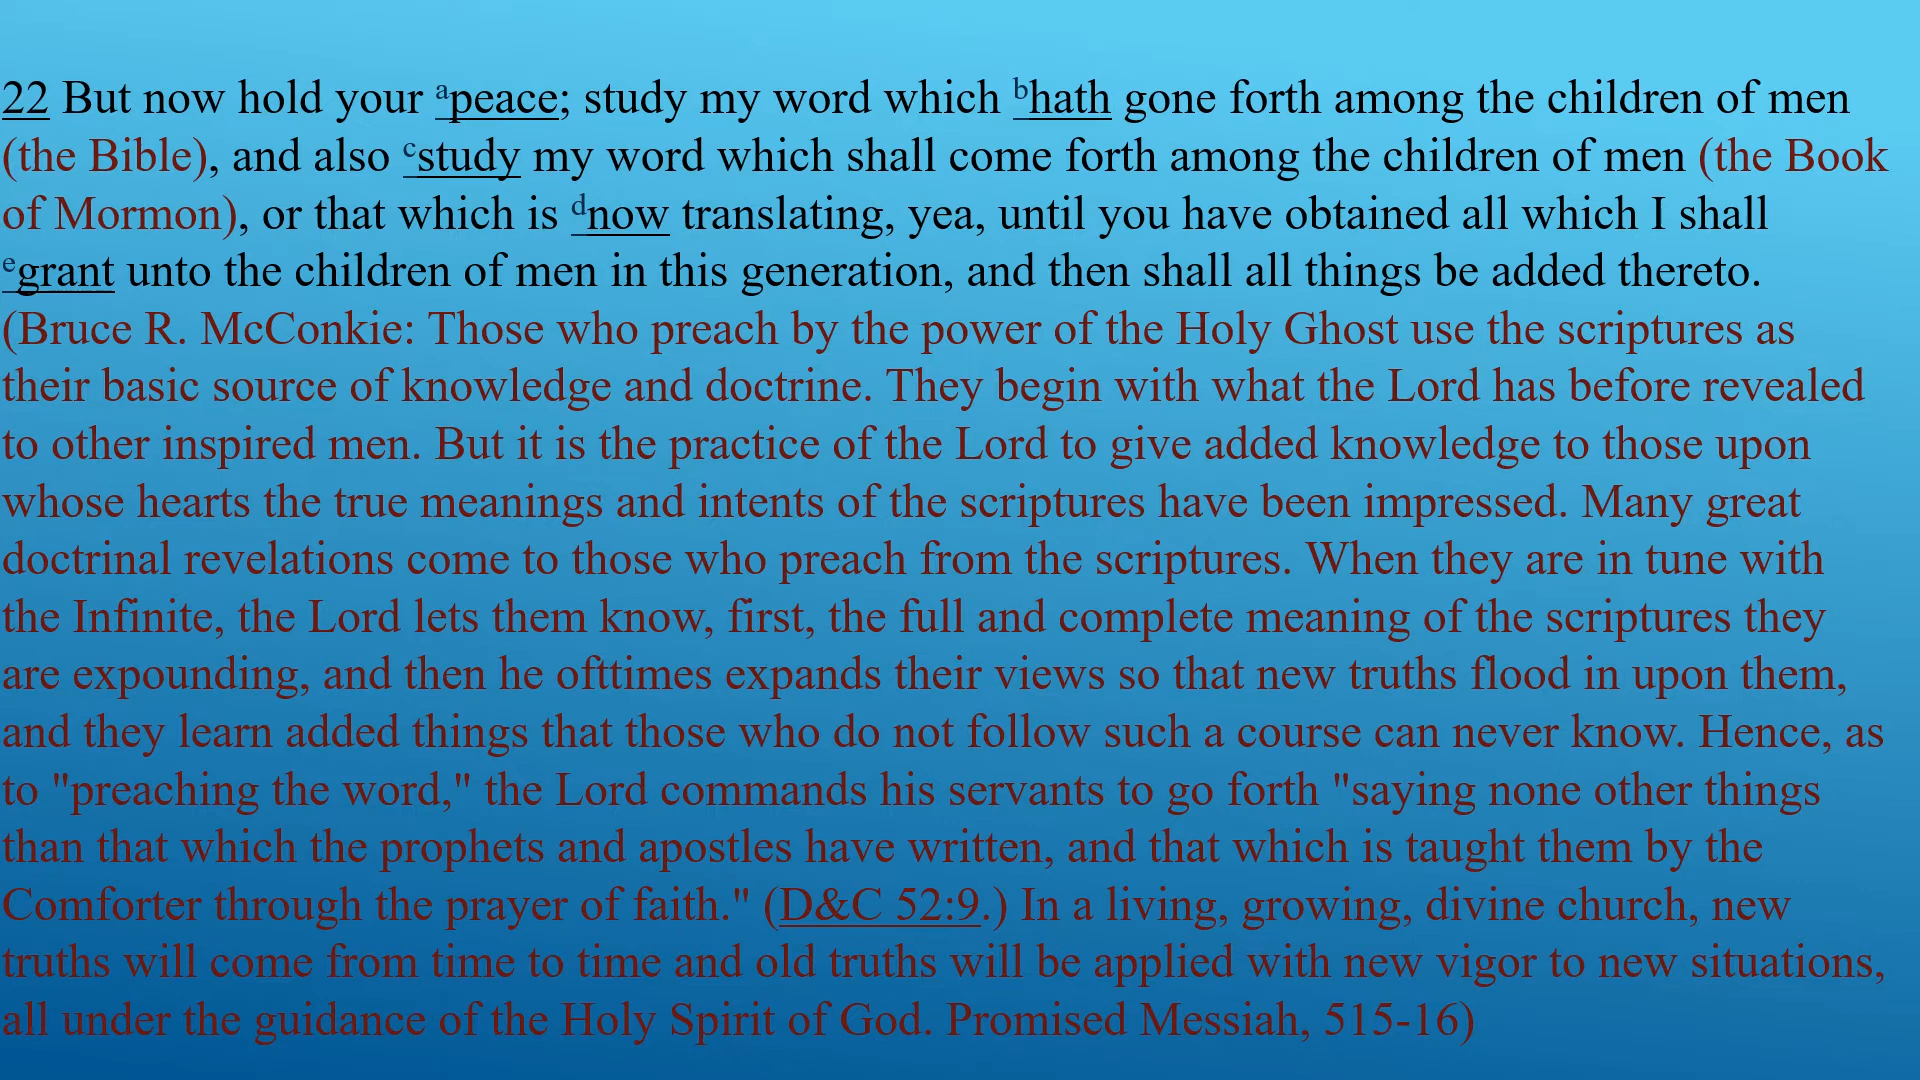 22 But now hold your apeace; study my word which bhath gone forth among the children of men
(the Bible), and also cstudy my word which shall come forth among the children of men (the Book
of Mormon), or that which is dnow translating, yea, until you have obtained all which I shall
egrant unto the children of men in this generation, and then shall all things be added thereto.
(Bruce R. McConkie: Those who preach by the power of the Holy Ghost use the scriptures as
their basic source of knowledge and doctrine. They begin with what the Lord has before revealed
to other inspired men. But it is the practice of the Lord to give added knowledge to those upon
whose hearts the true meanings and intents of the scriptures have been impressed. Many great
doctrinal revelations come to those who preach from the scriptures. When they are in tune with
the Infinite, the Lord lets them know, first, the full and complete meaning of the scriptures they
are expounding, and then he ofttimes expands their views so that new truths flood in upon them,
and they learn added things that those who do not follow such a course can never know. Hence, as
to "preaching the word," the Lord commands his servants to go forth "saying none other things
than that which the prophets and apostles have written, and that which is taught them by the
Comforter through the prayer of faith." (D&C 52:9.) In a living, growing, divine church, new
truths will come from time to time and old truths will be applied with new vigor to new situations,
all under the guidance of the Holy Spirit of God. Promised Messiah, 515-16)